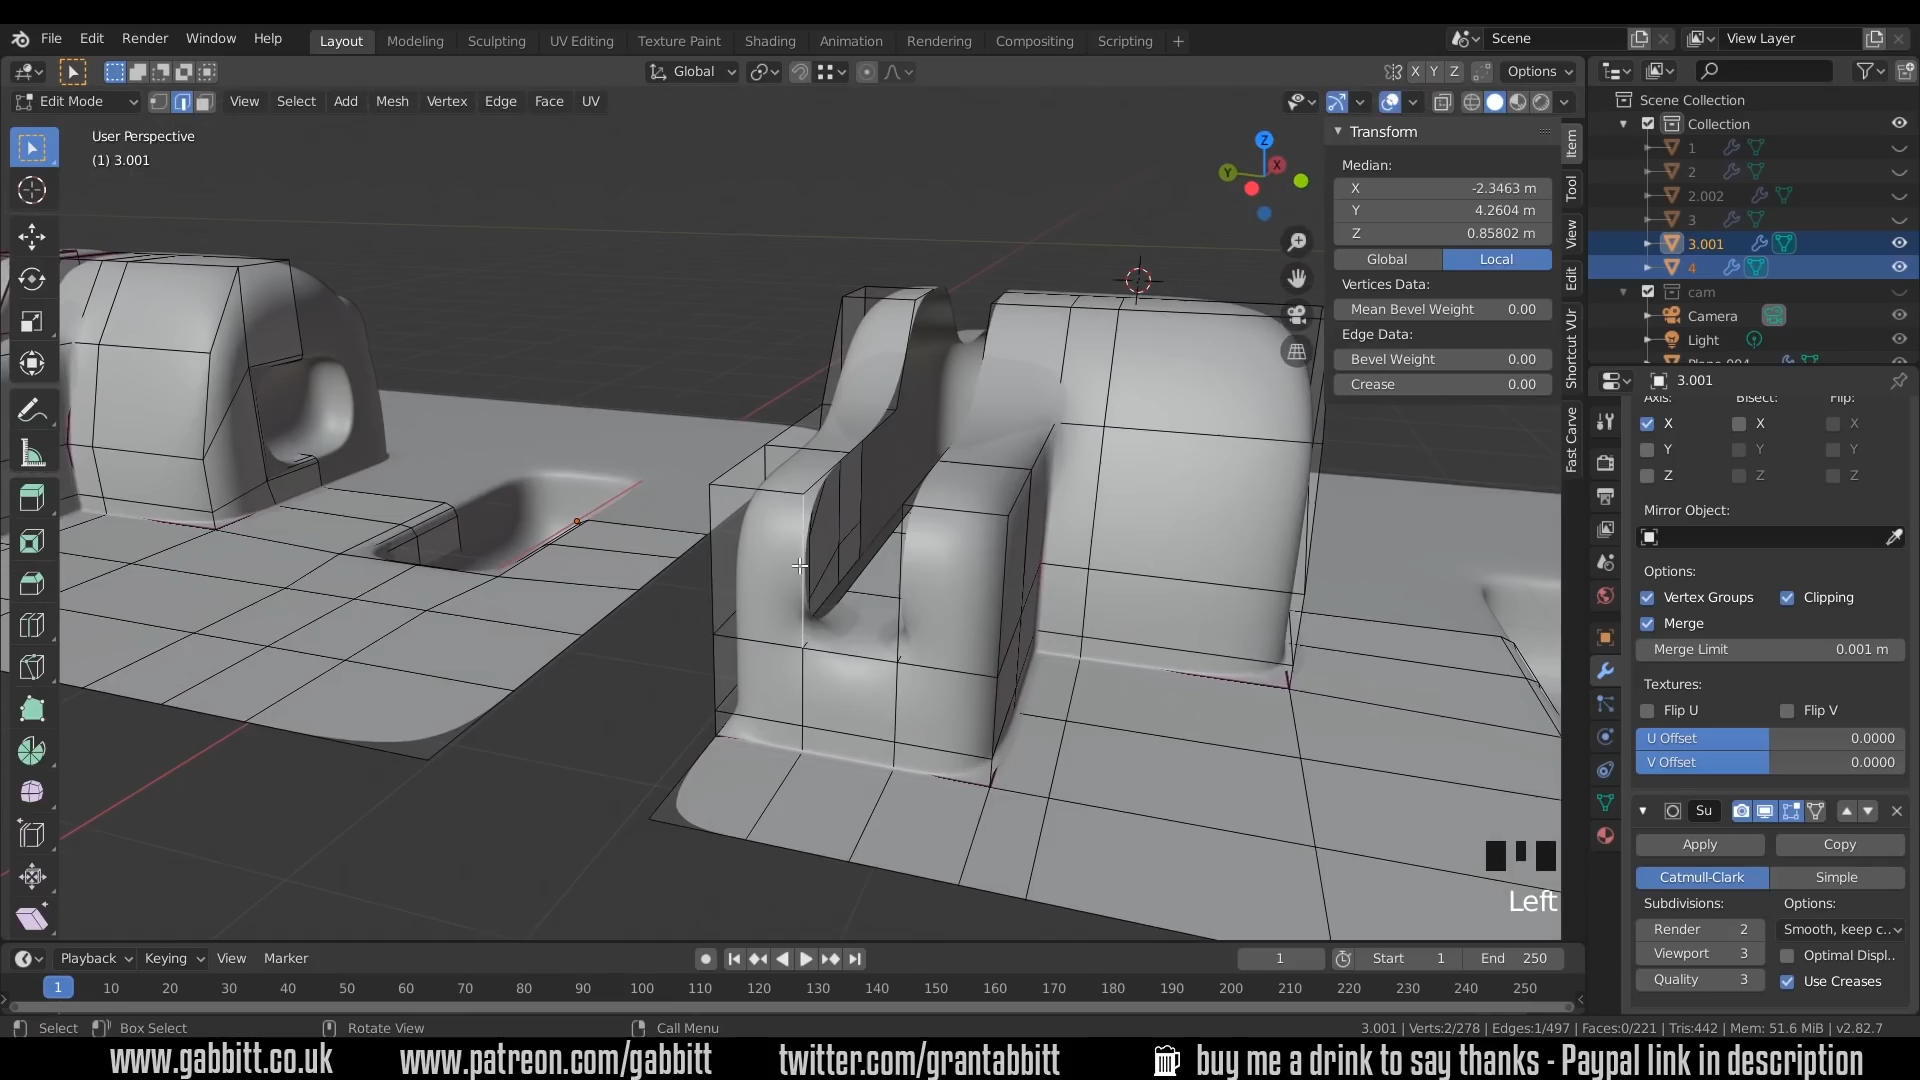 File Edit Render Window Help Layout Modeling Sculpting UV Editing Texture Paint Shading Animation Rendering Compositing Scripting + Scene View Layer
Global X Y Z Options
Edit Mode View Select Add Mesh Vertex Edge Face UV
User Perspective
(1) 3.001
Z
X
Y
Transform
Median:
X -2.3463 m
Y 4.2604 m
Z 0.85802 m
Global Local
Vertices Data:
Mean Bevel Weight 0.00
Edge Data:
Bevel Weight 0.00
Crease 0.00
Item
Tool
View
Edit
Shortcut VUr
Fast Carve
Scene Collection
Collection
1
2
2.002
3
3.001
4
cam
Camera
Light
Plane.004
3.001
Axis: Bisect: Flip:
X X X
Y Y Y
Z Z Z
Mirror Object:
Options:
Vertex Groups Clipping
Merge
Merge Limit 0.001 m
Textures:
Flip U Flip V
U Offset 0.0000
V Offset 0.0000
Su
Apply Copy
Catmull-Clark Simple
Subdivisions: Options:
Render 2 Smooth, keep c..
Viewport 3 Optimal Displ..
Quality 3 Use Creases
Left
Playback Keying View Marker 1 Start 1 End 250
1 10 20 30 40 50 60 70 80 90 100 110 120 130 140 150 160 170 180 190 200 210 220 230 240 250
Select Box Select Rotate View Call Menu 3.001 | Verts:2/278 | Edges:1/497 | Faces:0/221 | Tris:442 | Mem: 51.6 MiB | v2.82.7
www.gabbitt.co.uk www.patreon.com/gabbitt twitter.com/grantabbitt buy me a drink to say thanks - Paypal link in description